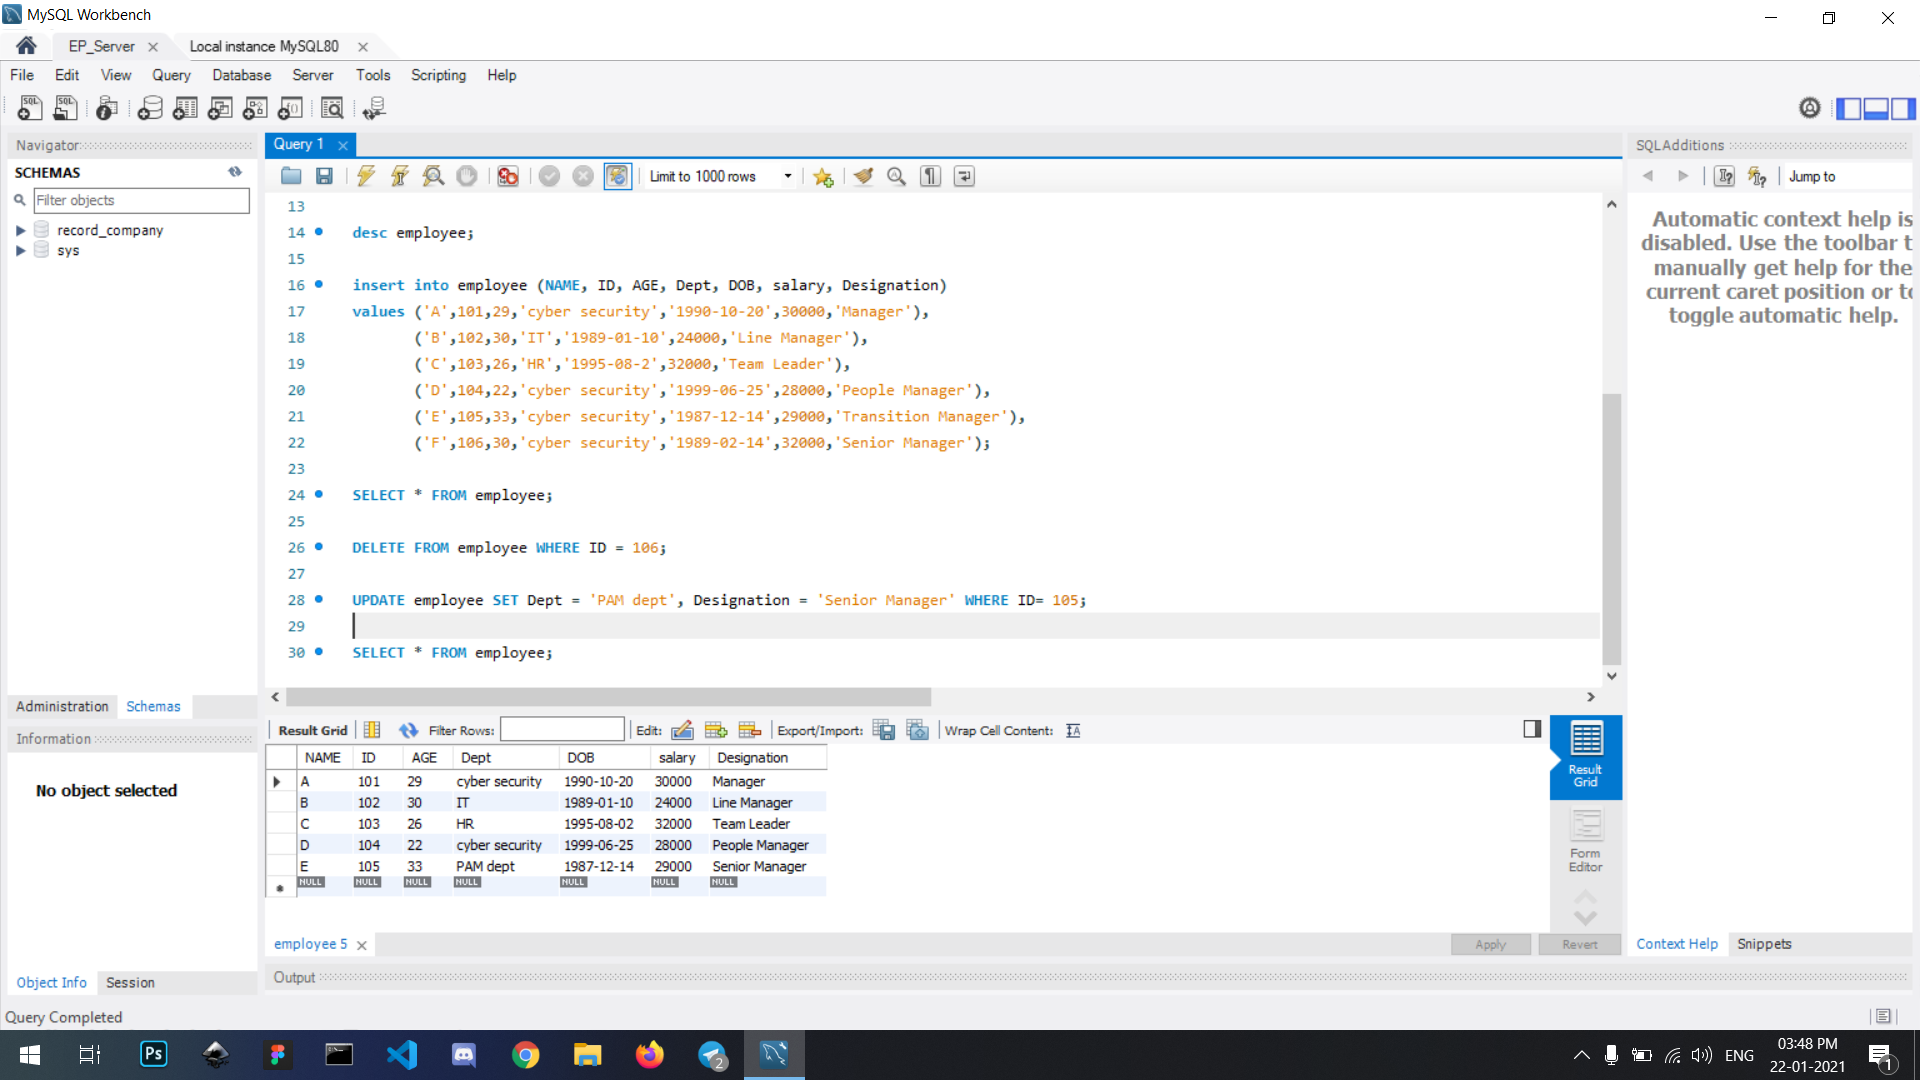 MySQL Workbench
EP_Server
Local instance MySQL80
File Edit View Query Database Server Tools Scripting Help
Navigator
SCHEMAS
Filter objects
record_company
sys
Administration Schemas
Information
No object selected
Object Info Session
Query 1
Limit to 1000 rows
13
14 desc employee;
15
16 insert into employee (NAME, ID, AGE, Dept, DOB, salary, Designation)
17 values ('A',101,29,'cyber security','1990-10-20',30000,'Manager'),
18 ('B',102,30,'IT','1989-01-10',24000,'Line Manager'),
19 ('C',103,26,'HR','1995-08-2',32000,'Team Leader'),
20 ('D',104,22,'cyber security','1999-06-25',28000,'People Manager'),
21 ('E',105,33,'cyber security','1987-12-14',29000,'Transition Manager'),
22 ('F',106,30,'cyber security','1989-02-14',32000,'Senior Manager');
23
24 SELECT * FROM employee;
25
26 DELETE FROM employee WHERE ID = 106;
27
28 UPDATE employee SET Dept = 'PAM dept', Designation = 'Senior Manager' WHERE ID= 105;
29
30 SELECT * FROM employee;
Result Grid Filter Rows: Edit: Export/Import: Wrap Cell Content:
NAME ID AGE Dept DOB salary Designation
A 101 29 cyber security 1990-10-20 30000 Manager
B 102 30 IT 1989-01-10 24000 Line Manager
C 103 26 HR 1995-08-02 32000 Team Leader
D 104 22 cyber security 1999-06-25 28000 People Manager
E 105 33 PAM dept 1987-12-14 29000 Senior Manager
NULL NULL NULL NULL NULL NULL NULL
Result
Grid
Form
Editor
employee 5
Apply Revert
Output
SQLAdditions
Jump to
Automatic context help is
disabled. Use the toolbar t
manually get help for the
current caret position or to
toggle automatic help.
Context Help Snippets
Query Completed
Ps
2
ENG
03:48 PM
22-01-2021
1